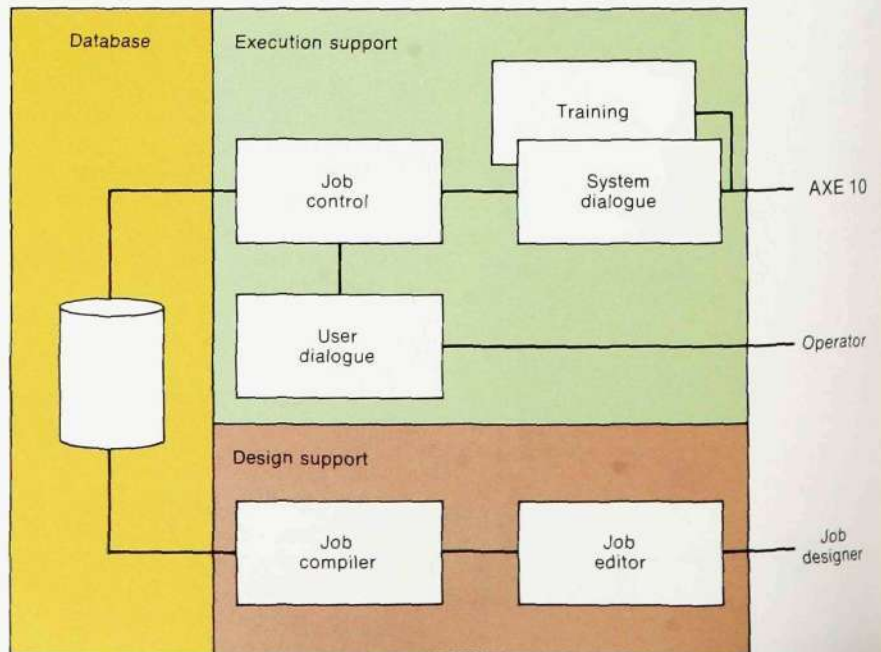 Database
Execution support
Training
Job
control
System
dialogue
AXE 10
User
dialogue
Operator
Design support
Job
compiler
Job
editor
Job
designer